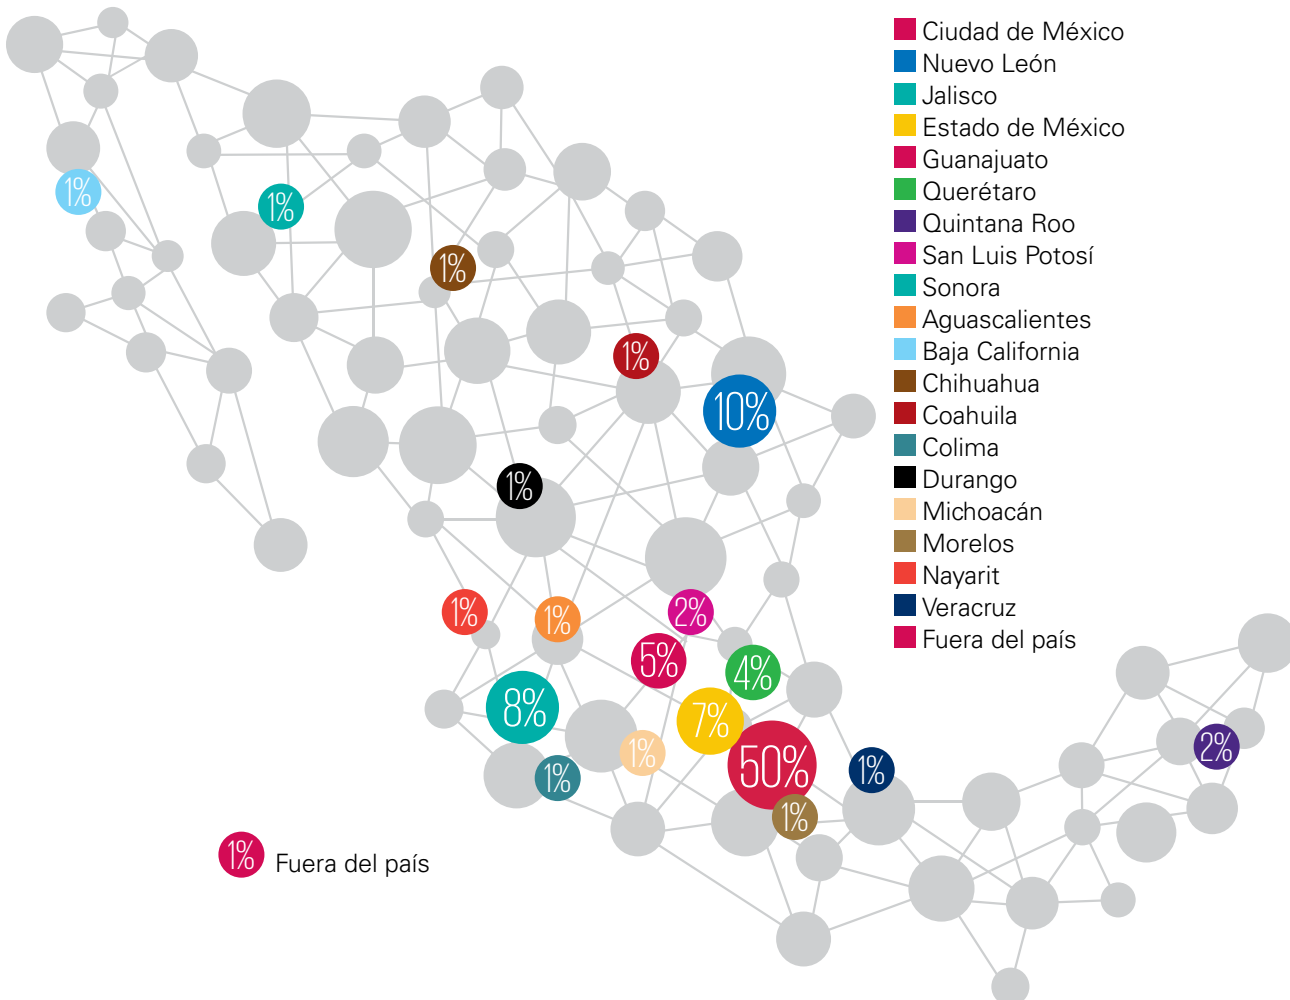 Ciudad de México
Nuevo León
Jalisco
Estado de México
Guanajuato
Querétaro
Quintana Roo
San Luis Potosí
Sonora
Aguascalientes
Baja California
Chihuahua
Coahuila
Colima
Durango
Michoacán
Morelos
Nayarit
Veracruz
Fuera del país
1%
1%
1%
1%
10%
1%
1%
1%
2%
5%
4%
8%
7%
1%
50%
1%
2%
1%
1%
1% Fuera del país